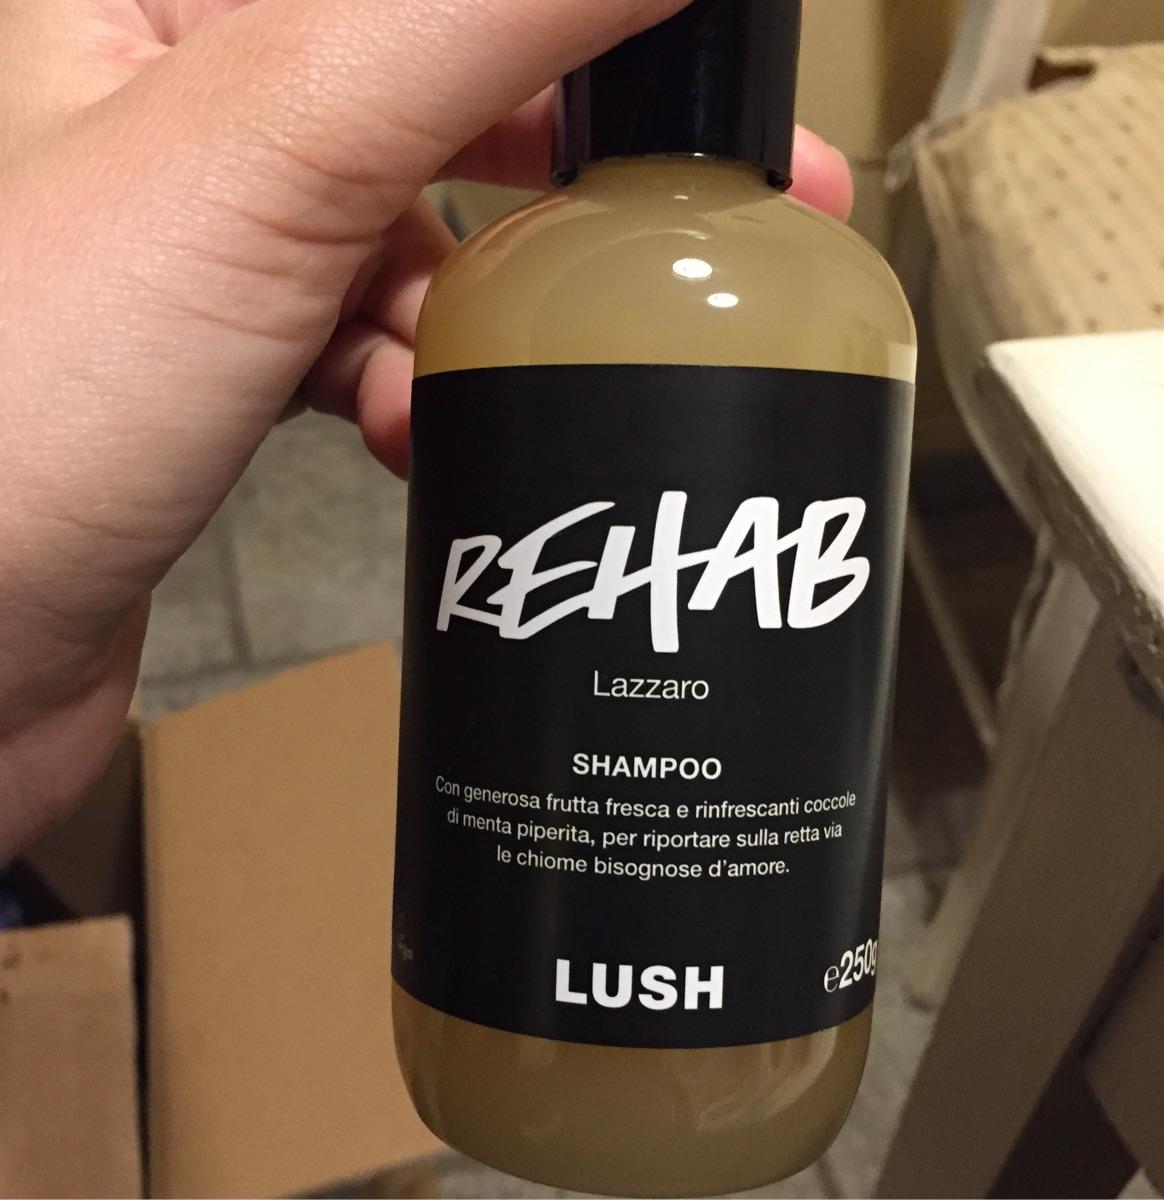 REHAB
Lazzaro
SHAMPOO
Con generosa frutta fresca e rinfrescanti coccole
di menta piperita, per riportare sulla retta via
le chiome bisognose d'amore.
LUSH
e250g